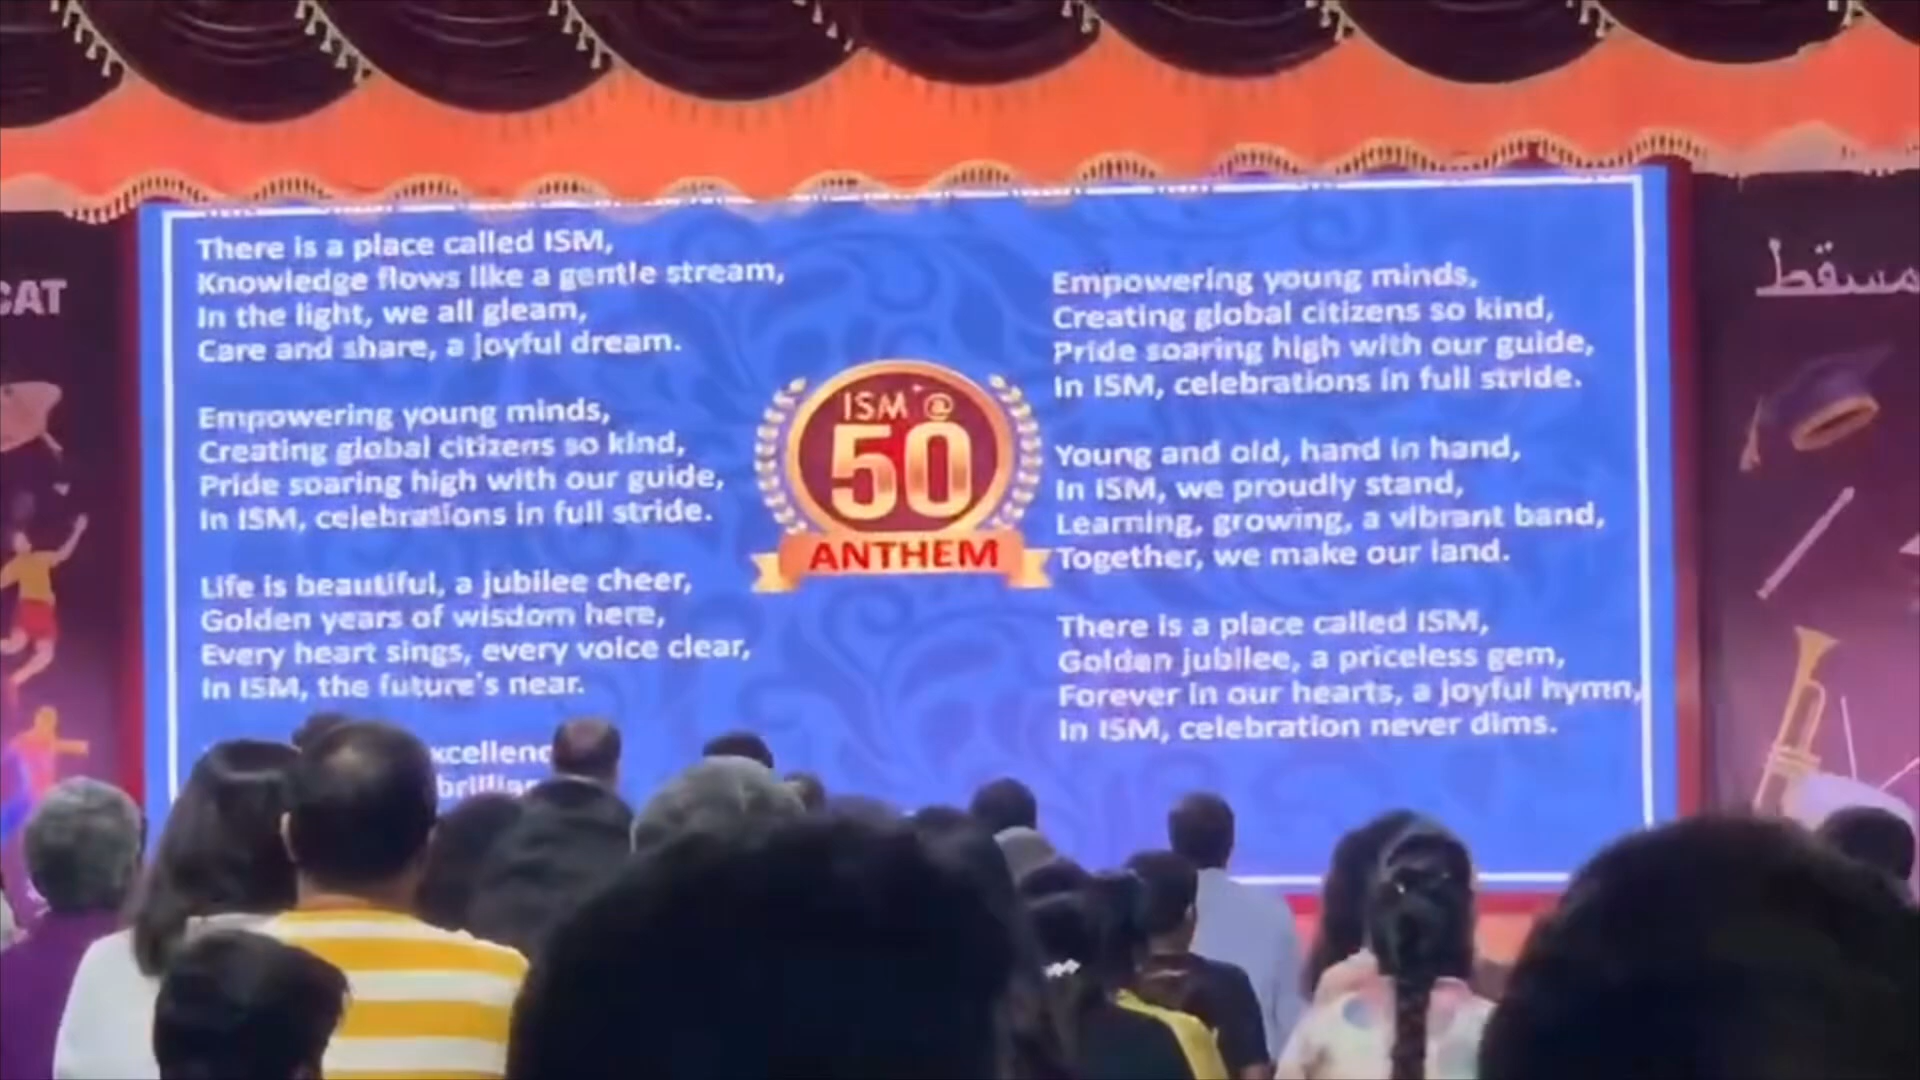 There is a place called ISM,
Knowledge flows like a gentle stream,
In the light, we all gleam,
Care and share, a joyful dream.
Empowering young minds,
Creating global citizens so kind,
Pride soaring high with our guide,
In ISM, celebrations in full stride.
Life is beautiful, a jubilee cheer,
Golden years of wisdom here,
Every heart sings, every voice clear,
In ISM, the future's near.
ISM @
50
ANTHEM
Empowering young minds,
Creating global citizens so kind,
Pride soaring high with our guide,
In ISM, celebrations in full stride.
Young and old, hand in hand,
In ISM, we proudly stand,
Learning, growing, a vibrant band,
Together, we make our land.
There is a place called ISM,
Golden jubilee, a priceless gem,
Forever in our hearts, a joyful hymn,
In ISM, celebration never dims.
مسقط